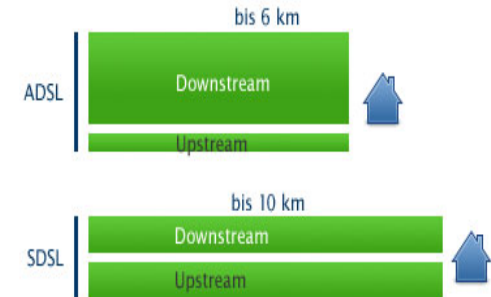 bis 6 km
ADSL
Downstream
Upstream
bis 10 km
SDSL
Downstream
Upstream